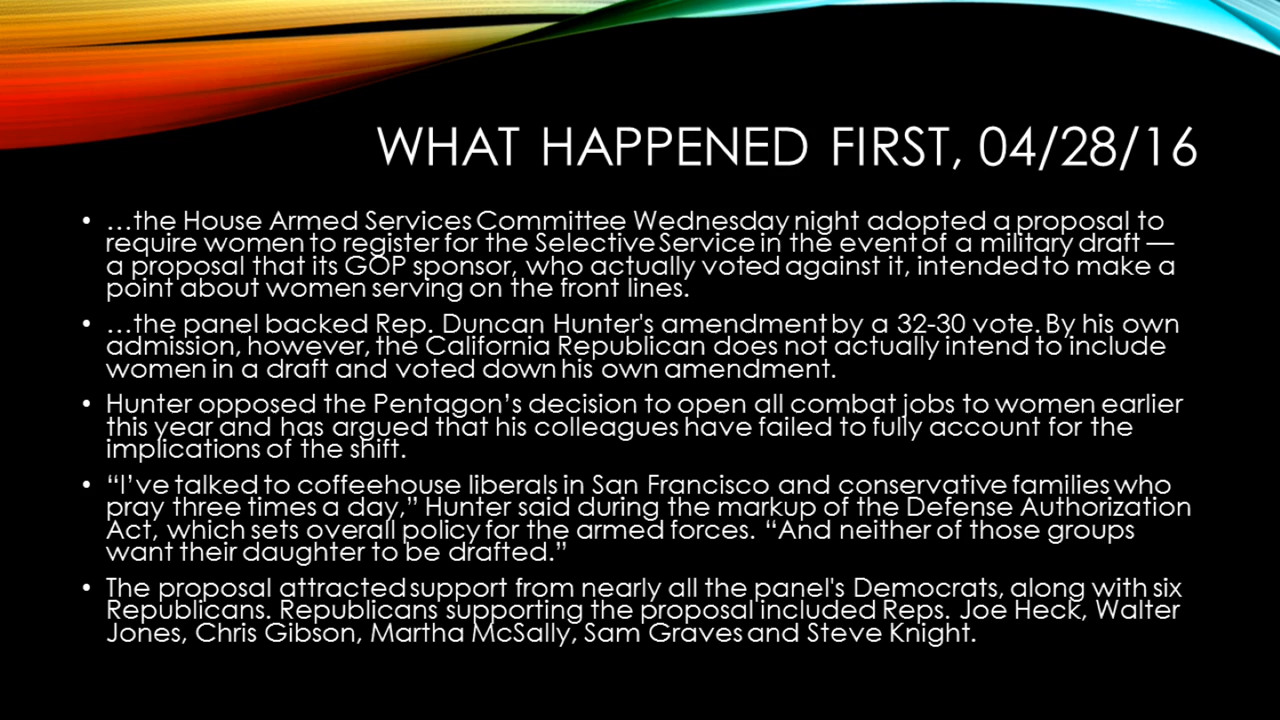 WHAT HAPPENED FIRST, 04/28/16
• …the House Armed Services Committee Wednesday night adopted a proposal to
require women to register for the Selective Service in the event of a military draft —
a proposal that its GOP sponsor, who actually voted against it, intended to make a
point about women serving on the front lines.
• …the panel backed Rep. Duncan Hunter's amendment by a 32-30 vote. By his own
admission, however, the California Republican does not actually intend to include
women in a draft and voted down his own amendment.
• Hunter opposed the Pentagon’s decision to open all combat jobs to women earlier
this year and has argued that his colleagues have failed to fully account for the
implications of the shift.
• “I’ve talked to coffeehouse liberals in San Francisco and conservative families who
pray three times a day,” Hunter said during the markup of the Defense Authorization
Act, which sets overall policy for the armed forces. “And neither of those groups
want their daughter to be drafted.”
• The proposal attracted support from nearly all the panel's Democrats, along with six
Republicans. Republicans supporting the proposal included Reps. Joe Heck, Walter
Jones, Chris Gibson, Martha McSally, Sam Graves and Steve Knight.